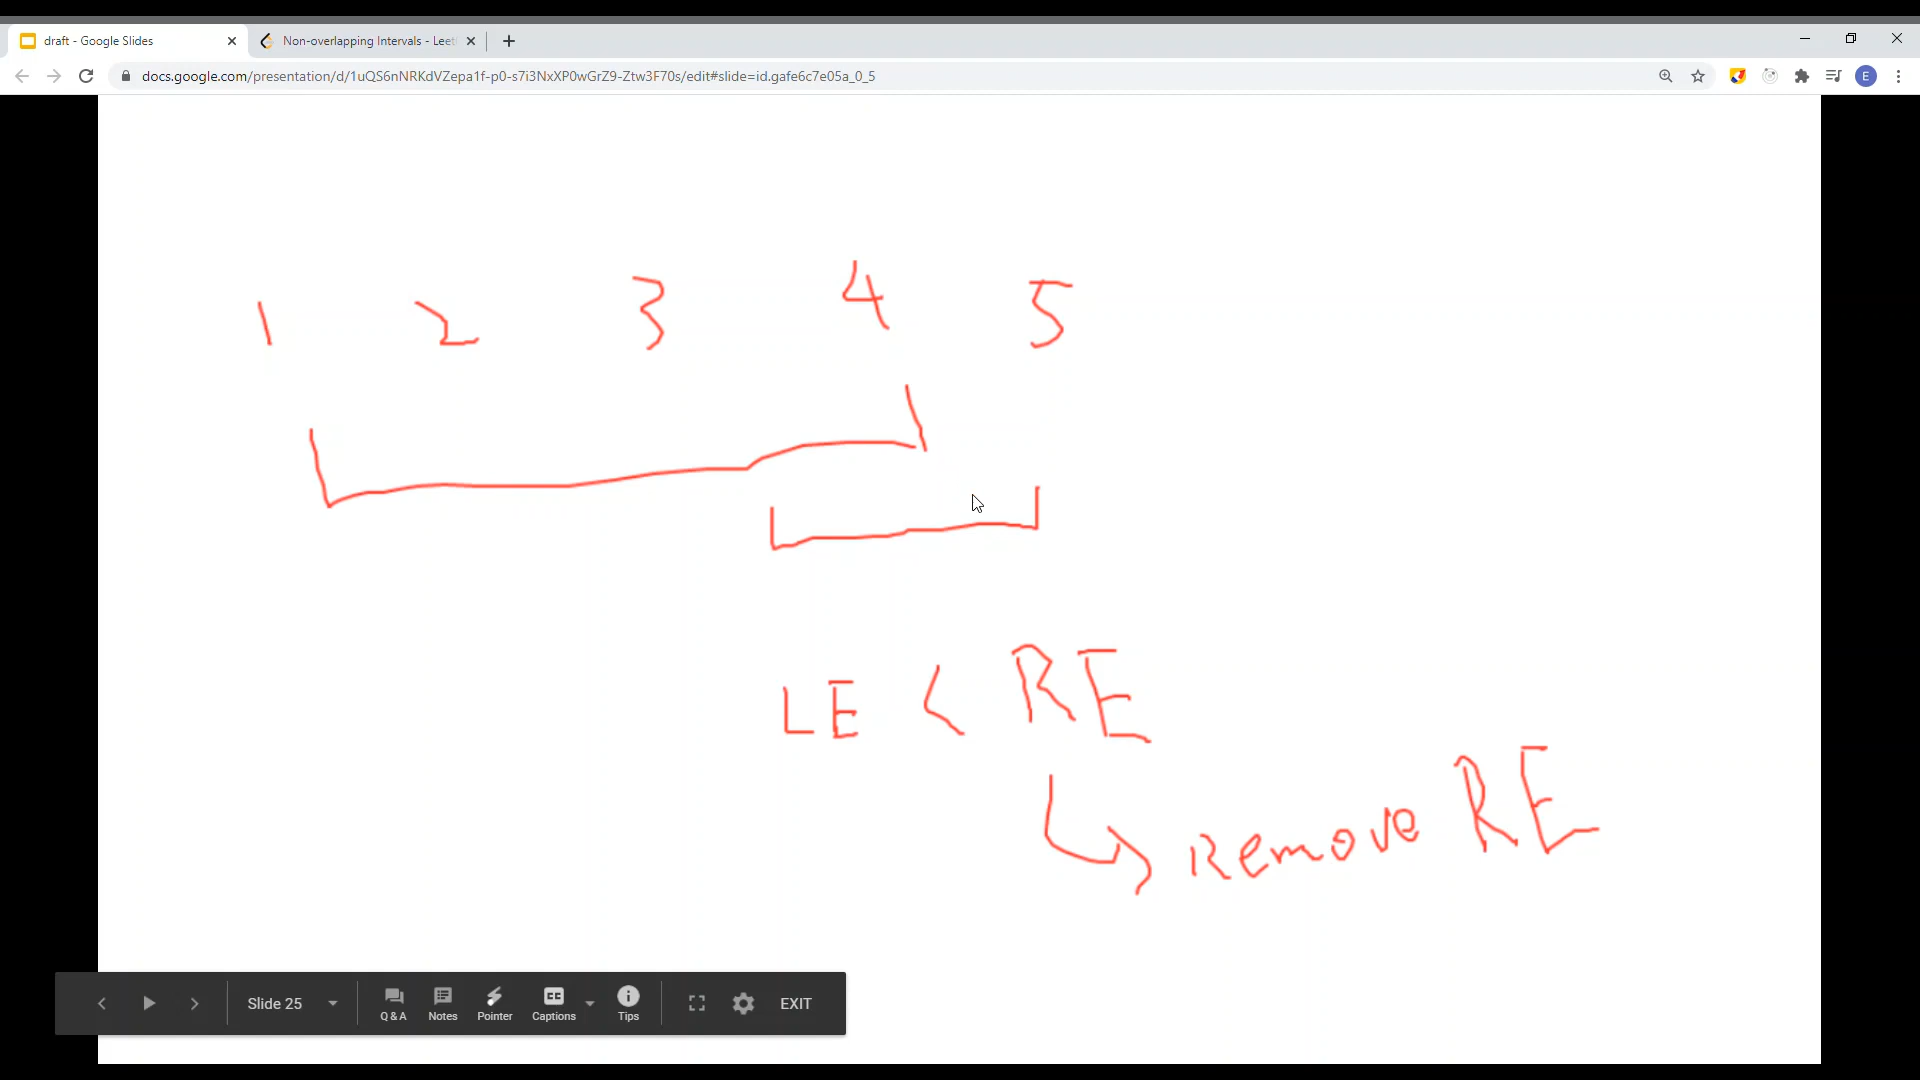 draft - Google Slides
Non-overlapping Intervals - Leet
docs.google.com/presentation/d/1uQS6nNRKdVZepa1f-p0-s7i3NxXP0wGrZ9-Ztw3F70s/edit#slide=id.gafe6c7e05a_0_5
E
1 2 3 4 5
LE < RE
Remove RE
Slide 25
Q&A
Notes
Pointer
CC
Captions
Tips
EXIT